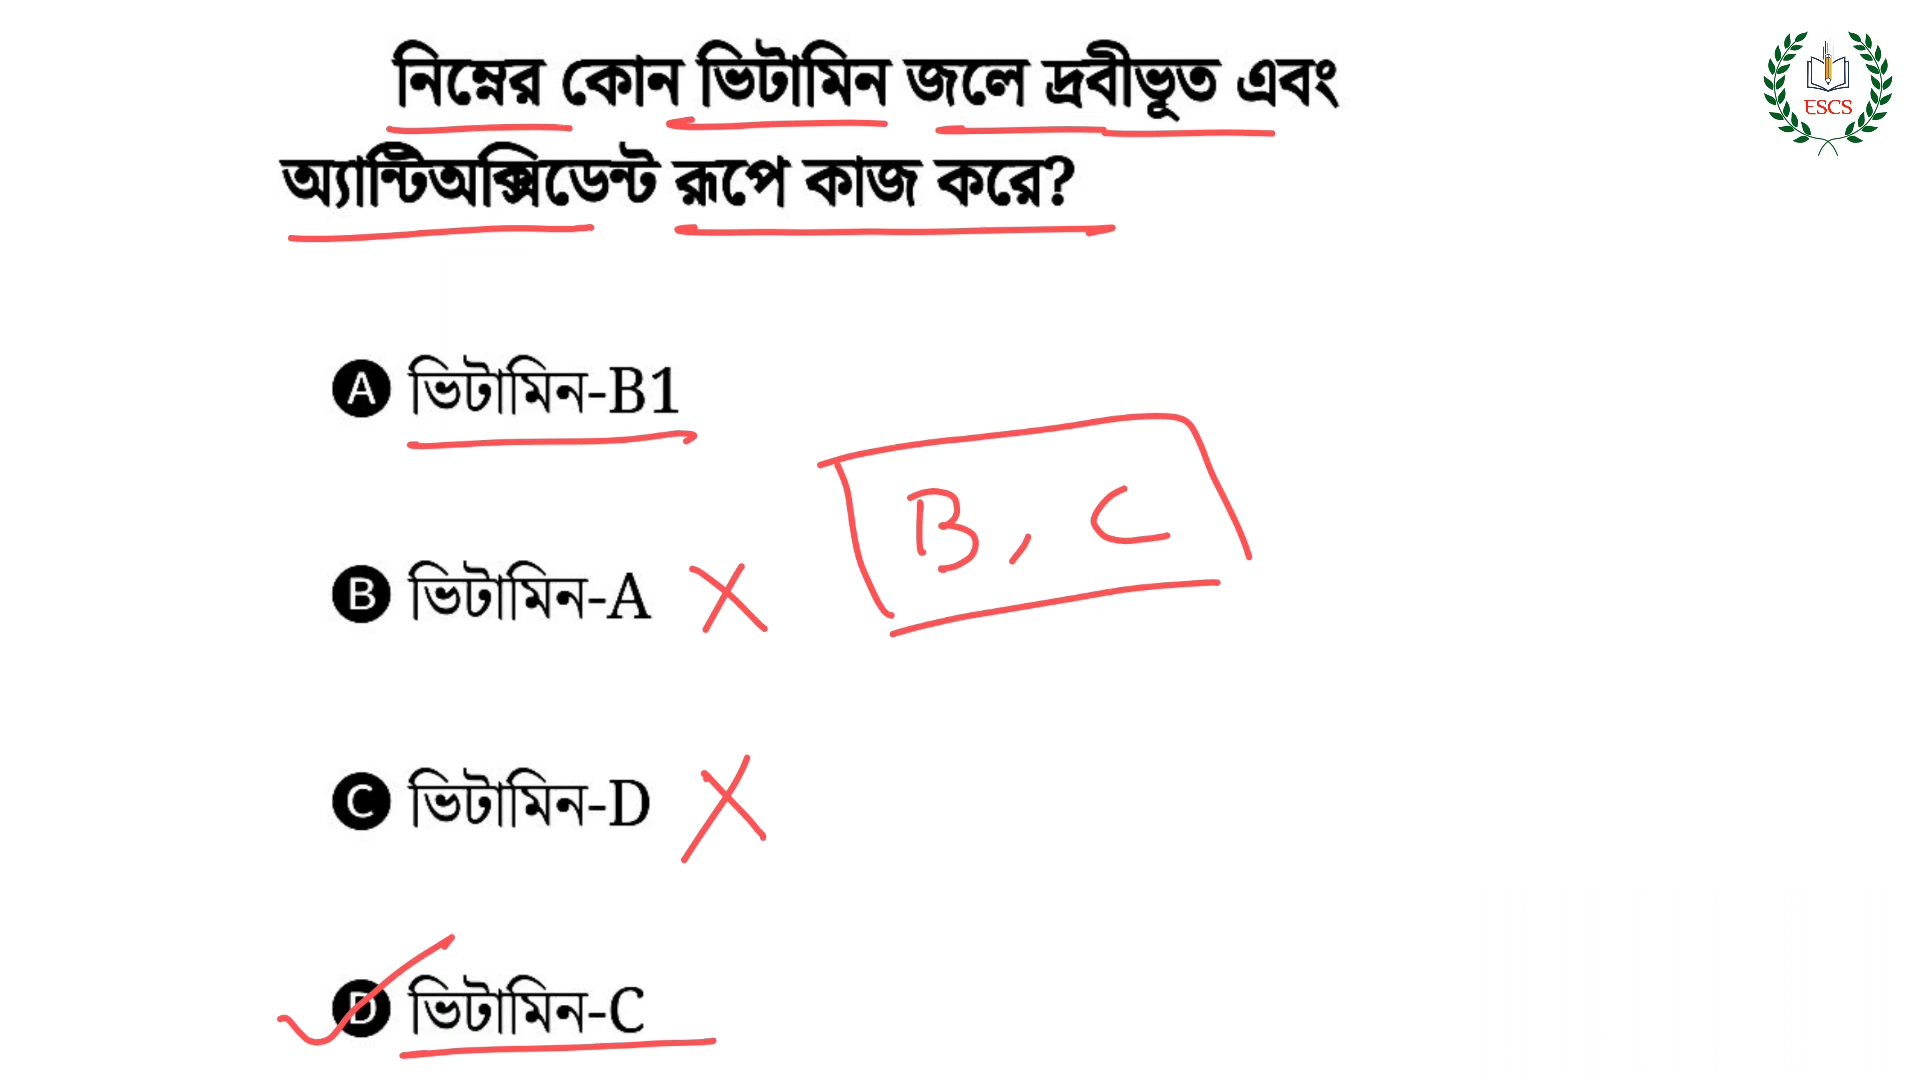 নিম্নের কোন ভিটামিন জলে দ্রবীভূত এবং
অ্যান্টিঅক্সিডেন্ট রূপে কাজ করে?
A ভিটামিন-B1
B, C
B ভিটামিন-A
C ভিটামিন-D
D ভিটামিন-C
ESCS